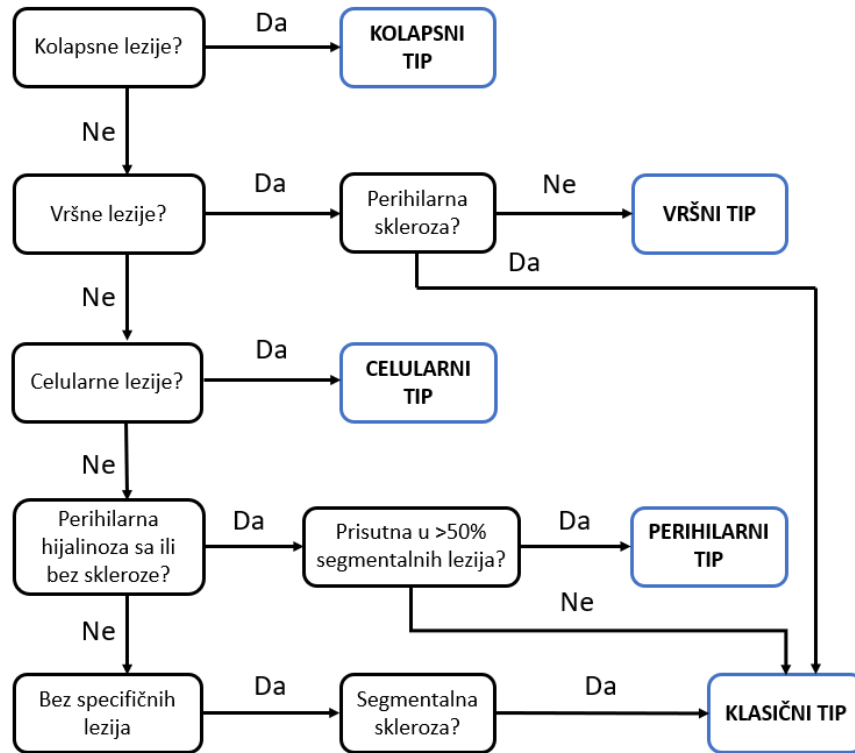 Kolapsne lezije?
Da
KOLAPSNI
TIP
Ne
Vršne lezije?
Da
Perihilarna
skleroza?
Ne
VRŠNI TIP
Da
Ne
Celularne lezije?
Da
CELULARNI
TIP
Ne
Perihilarna
hijalinoza sa ili
bez skleroze?
Da
Prisutna u >50%
segmentalnih lezija?
Da
PERIHILARNI
TIP
Ne
Ne
Bez specifičnih
lezija
Da
Segmentalna
skleroza?
Da
KLASIČNI TIP